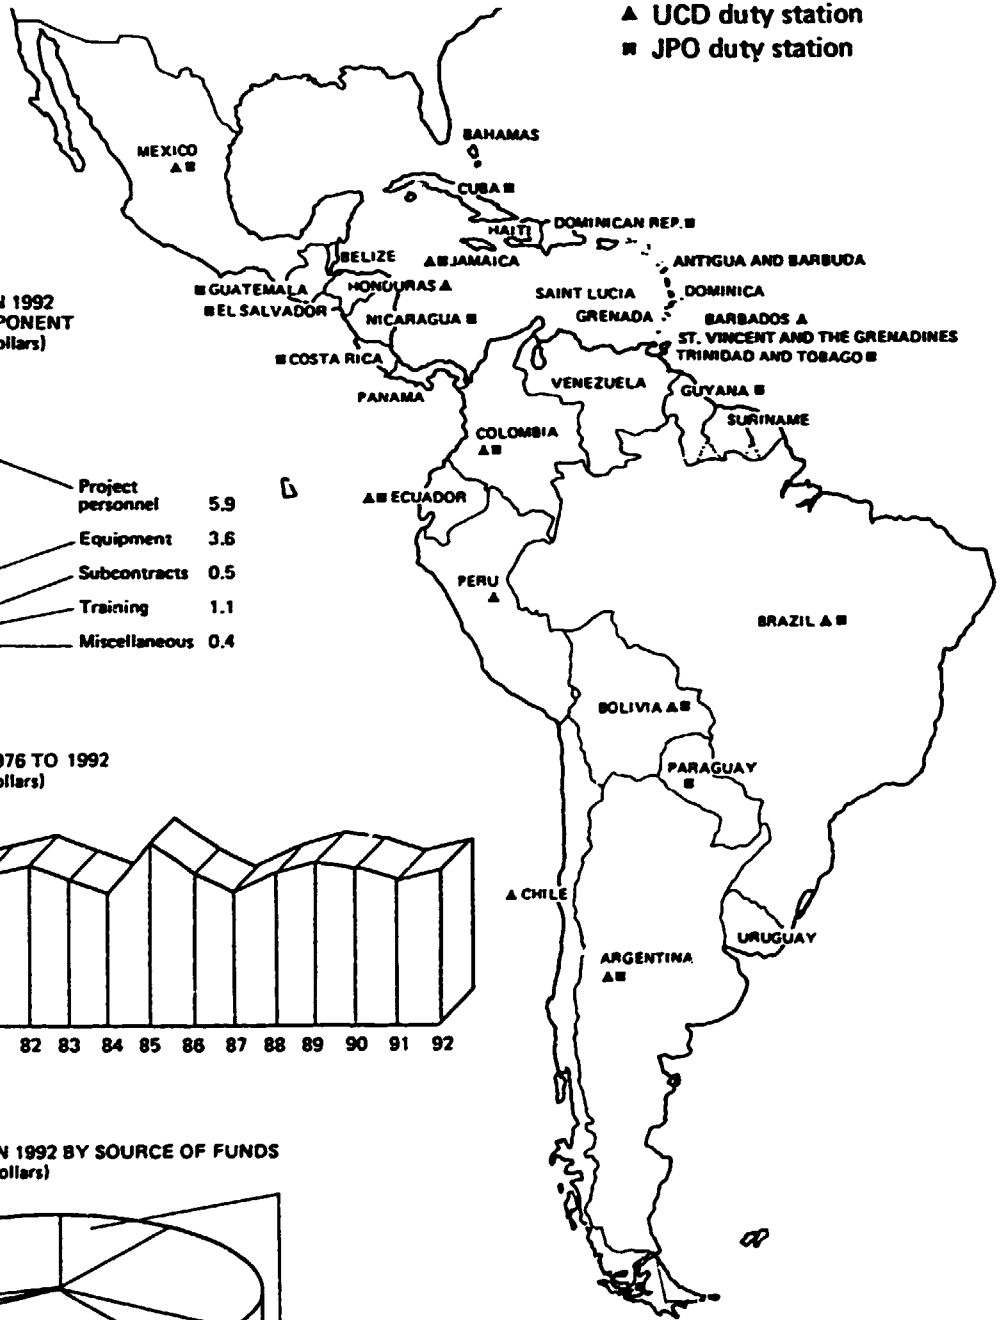 ▲ UCD duty station
■ JPO duty station
BAHAMAS
MEXICO
▲■
CUBA ■
DOMINICAN REP. ■
HAITI
BELIZE
▲■ JAMAICA
ANTIGUA AND BARBUDA
■ GUATEMALA
HONDURAS ▲
SAINT LUCIA
DOMINICA
■ EL SALVADOR
NICARAGUA ■
GRENADA
BARBADOS ▲
ST. VINCENT AND THE GRENADINES
■ COSTA RICA
TRINIDAD AND TOBAGO ■
PANAMA
VENEZUELA
GUYANA ■
SURINAME
COLOMBIA
▲■
▲■ ECUADOR
PERU
▲
BRAZIL ▲■
BOLIVIA ▲■
PARAGUAY
■
▲ CHILE
URUGUAY
ARGENTINA
▲■
N 1992
PONENT
ollars)
Project
personnel 5.9
Equipment 3.6
Subcontracts 0.5
Training 1.1
Miscellaneous 0.4
976 TO 1992
ollars)
82 83 84 85 86 87 88 89 90 91 92
N 1992 BY SOURCE OF FUNDS
ollars)